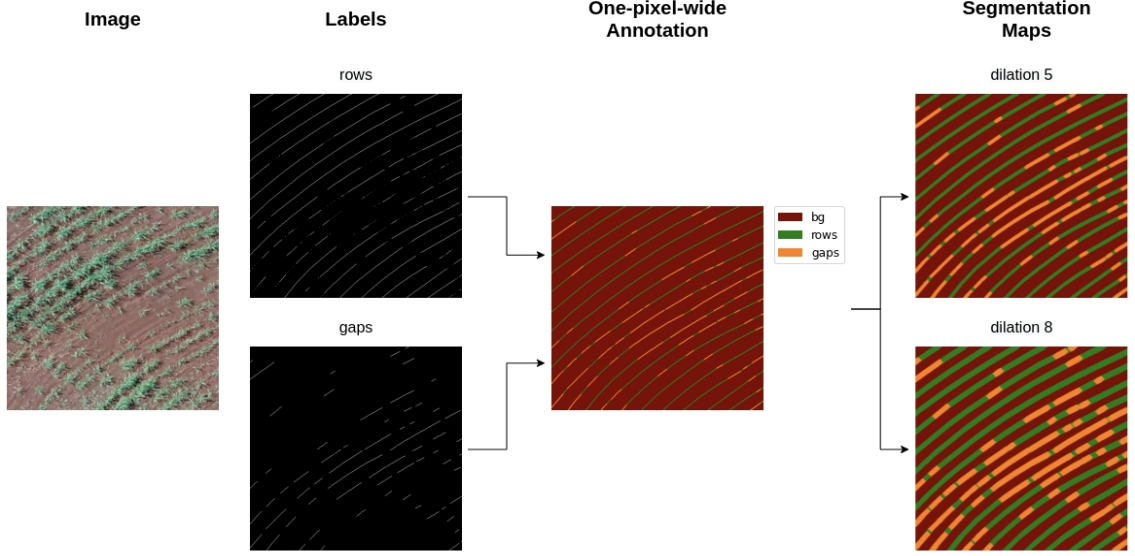 Image
Labels
One-pixel-wide
Annotation
Segmentation
Maps
rows
gaps
bg
rows
gaps
dilation 5
dilation 8